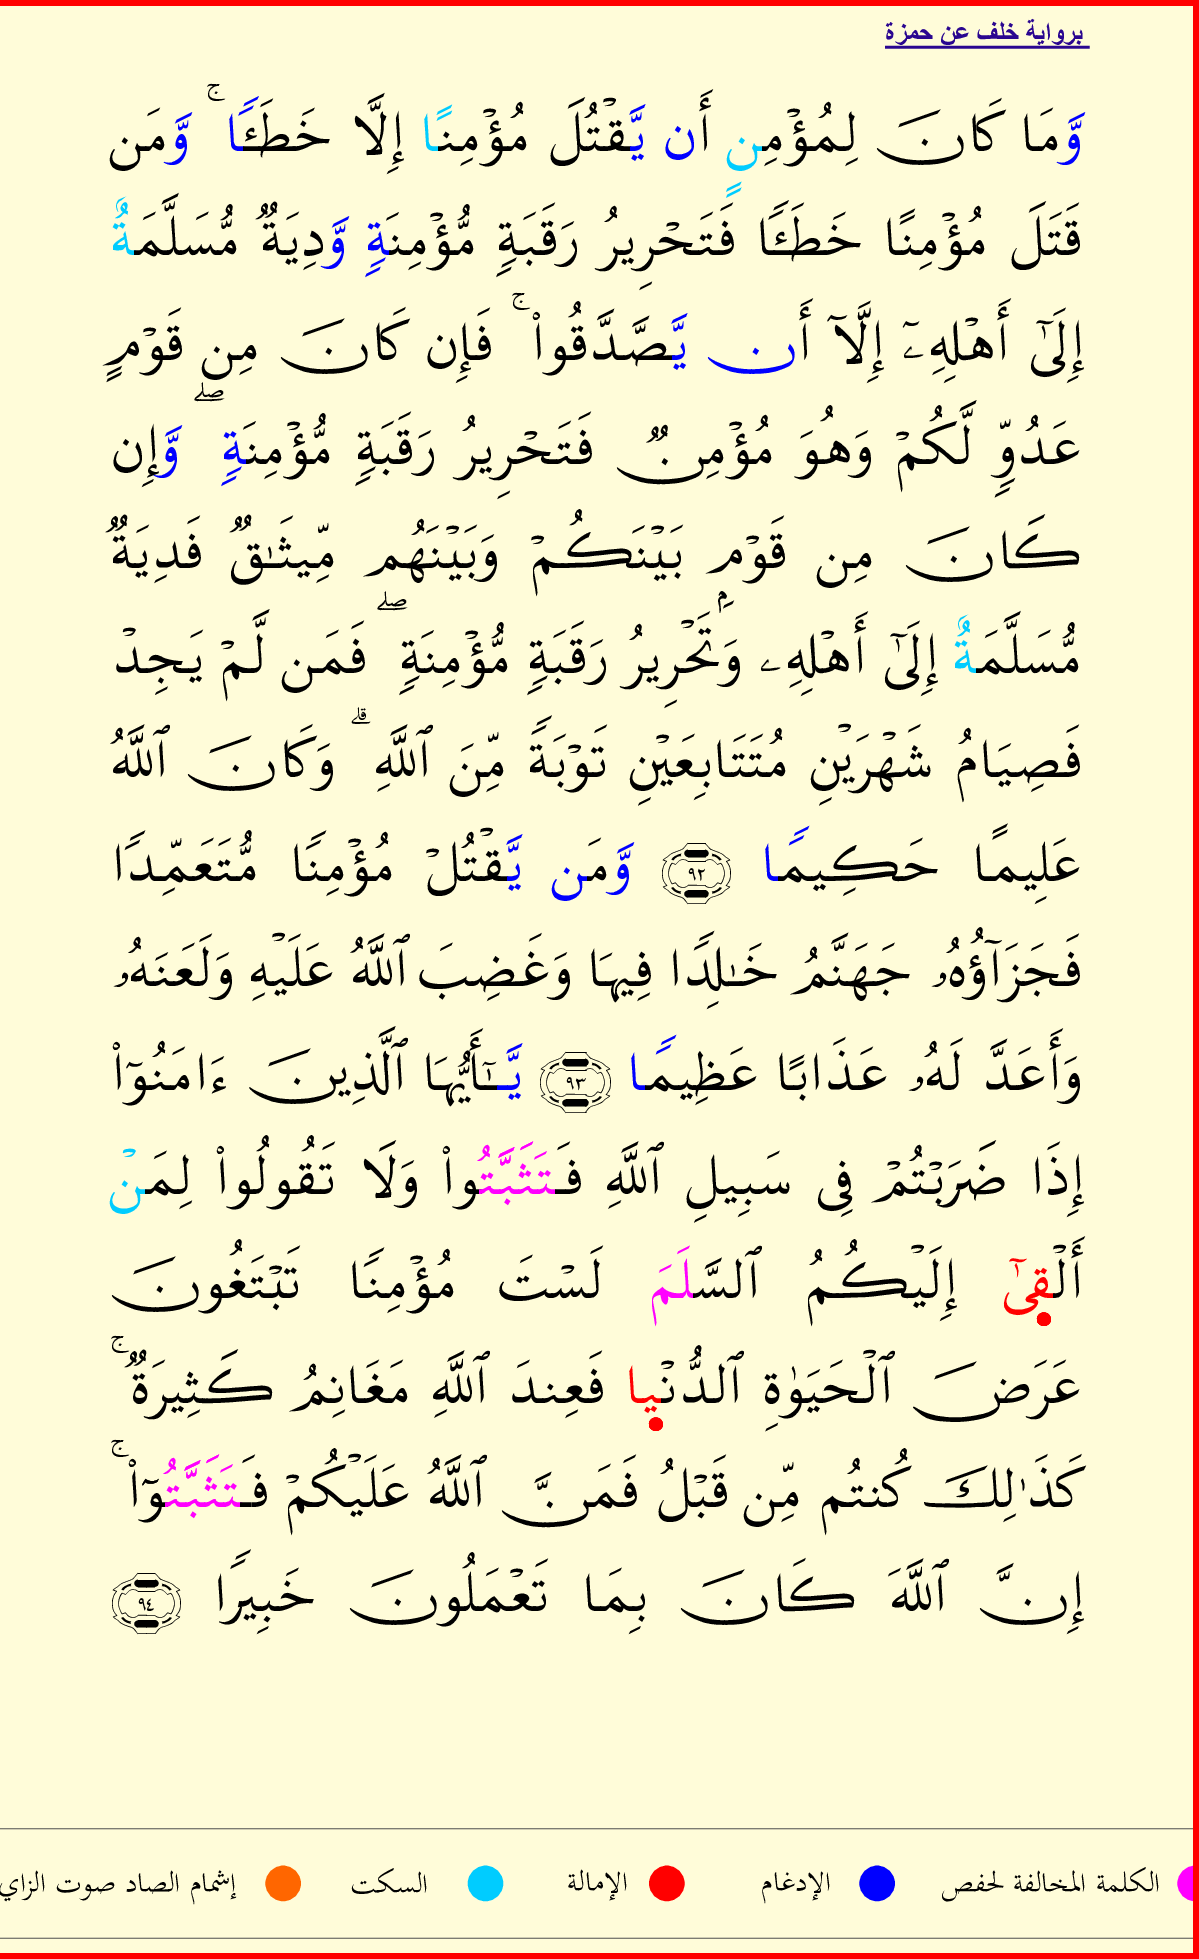 برواية خلف عن حمزة
وَّمَا كَانَ لِمُؤْمِنٍ أَن يَّقْتُلَ مُؤْمِنًا إِلَّا خَطَـًٔا ۚ وَّمَن
قَتَلَ مُؤْمِنًا خَطَـًٔا فَتَحْرِيرُ رَقَبَةٍ مُّؤْمِنَةٍ وَّدِيَةٌ مُّسَلَّمَةٌ
إِلَىٰٓ أَهْلِهِۦٓ إِلَّآ أَن يَّصَّدَّقُوا۟ ۚ فَإِن كَانَ مِن قَوْمٍ
عَدُوٍّ لَّكُمْ وَهُوَ مُؤْمِنٌ فَتَحْرِيرُ رَقَبَةٍ مُّؤْمِنَةٍ ۖ وَّإِن
كَانَ مِن قَوْمٍ بَيْنَكُمْ وَبَيْنَهُم مِّيثَـٰقٌ فَدِيَةٌ
مُّسَلَّمَةٌ إِلَىٰٓ أَهْلِهِۦ وَتَحْرِيرُ رَقَبَةٍ مُّؤْمِنَةٍ ۖ فَمَن لَّمْ يَجِدْ
فَصِيَامُ شَهْرَيْنِ مُتَتَابِعَيْنِ تَوْبَةً مِّنَ ٱللَّهِ ۗ وَكَانَ ٱللَّهُ
عَلِيمًا حَكِيمًا ٩٢ وَّمَن يَّقْتُلْ مُؤْمِنًا مُّتَعَمِّدًا
فَجَزَآؤُهُۥ جَهَنَّمُ خَـٰلِدًا فِيهَا وَغَضِبَ ٱللَّهُ عَلَيْهِ وَلَعَنَهُۥ
وَأَعَدَّ لَهُۥ عَذَابًا عَظِيمًا ٩٣ يَّـٰٓأَيُّهَا ٱلَّذِينَ ءَامَنُوٓا۟
إِذَا ضَرَبْتُمْ فِى سَبِيلِ ٱللَّهِ فَتَثَبَّتُوا۟ وَلَا تَقُولُوا۟ لِمَنْ
أَلْقِىٰٓ إِلَيْكُمُ ٱلسَّلَمَ لَسْتَ مُؤْمِنًا تَبْتَغُونَ
عَرَضَ ٱلْحَيَوٰةِ ٱلدُّنْيا فَعِندَ ٱللَّهِ مَغَانِمُ كَثِيرَةٌ ۚ
كَذَٰلِكَ كُنتُم مِّن قَبْلُ فَمَنَّ ٱللَّهُ عَلَيْكُمْ فَتَثَبَّتُوٓا۟ ۚ
إِنَّ ٱللَّهَ كَانَ بِمَا تَعْمَلُونَ خَبِيرًا ٩٤
الكلمة المخالفة لحفص الإدغام الإمالة السكت إشمام الصاد صوت الزاي